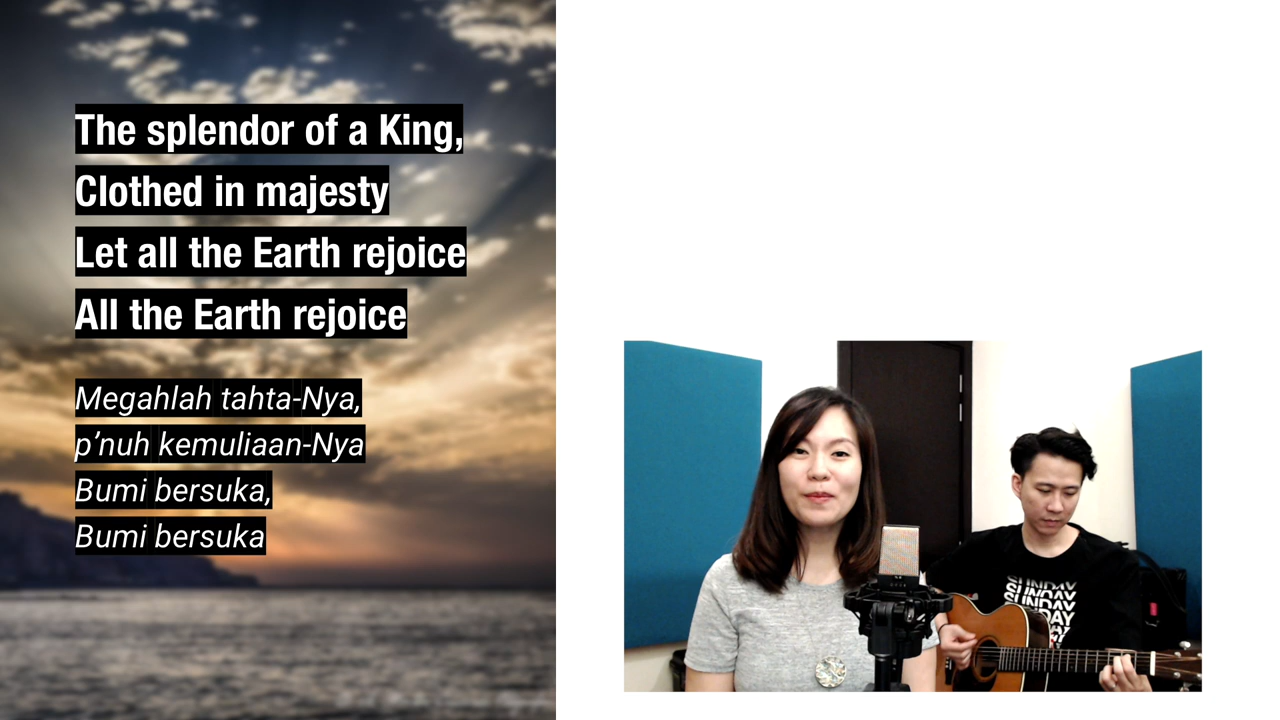 The splendor of a King,
Clothed in majesty
Let all the Earth rejoice
All the Earth rejoice
Megahlah tahta-Nya,
p’nuh kemuliaan-Nya
Bumi bersuka,
Bumi bersuka
SUNDAY
SUNDAY
SUNDAY